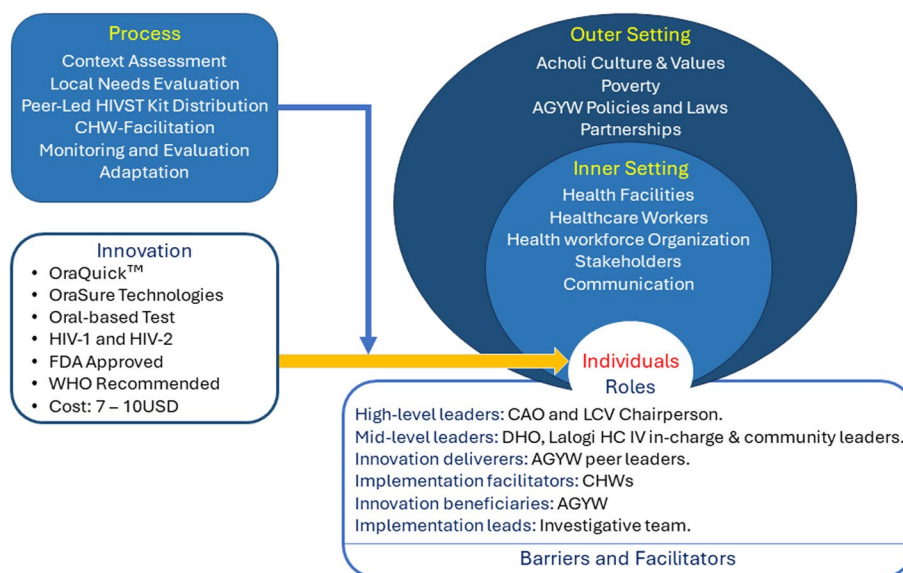 Process
Context Assessment
Local Needs Evaluation
Peer-Led HIVST Kit Distribution
CHW-Facilitation
Monitoring and Evaluation
Adaptation
Innovation
• OraQuick™
• OraSure Technologies
• Oral-based Test
• HIV-1 and HIV-2
• FDA Approved
• WHO Recommended
• Cost: 7 – 10USD
Outer Setting
Acholi Culture & Values
Poverty
AGYW Policies and Laws
Partnerships
Inner Setting
Health Facilities
Healthcare Workers
Health workforce Organization
Stakeholders
Communication
Individuals
Roles
High-level leaders: CAO and LCV Chairperson.
Mid-level leaders: DHO, Lalogi HC IV in-charge & community leaders.
Innovation deliverers: AGYW peer leaders.
Implementation facilitators: CHWs
Innovation beneficiaries: AGYW
Implementation leads: Investigative team.
Barriers and Facilitators